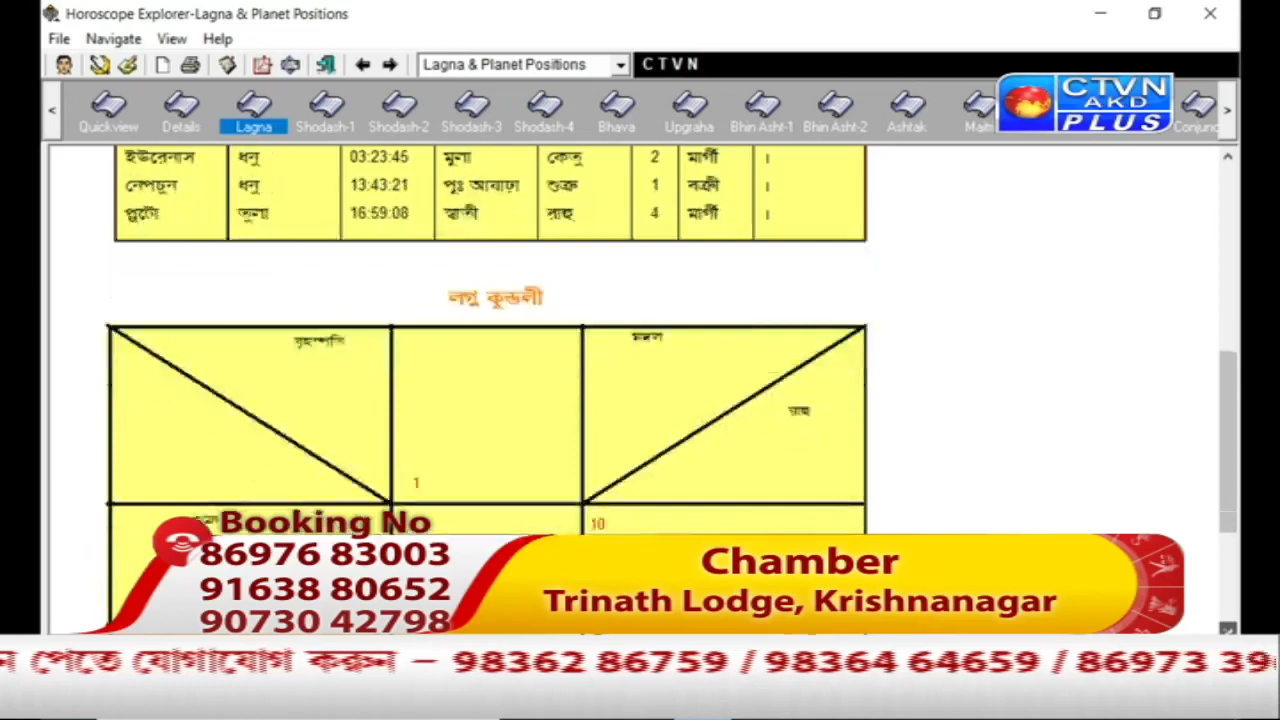 Horoscope Explorer-Lagna & Planet Positions
File Navigate View Help
Lagna & Planet Positions
CTVN
CTVN
AKD
PLUS
Quickview Details Lagna Shodash-1 Shodash-2 Shodash-3 Shodash-4 Bhava Upgraha Bhin Asht-1 Bhin Asht-2 Ashtak
ইউরেনাস ধনু 03:23:45 মুলা কেতু 2 মার্গী ।
নেপচুন ধনু 13:43:21 পুঃ আষাঢ়া শুক্র 1 বক্রী ।
প্লুটো তুলা 16:59:08 স্বাতী রাহু 4 মার্গী ।
লগ্ন কুন্ডলী
বৃহস্পতি মঙ্গল
রাহু
1
10
Booking No
86976 83003
91638 80652
90730 42798
Chamber
Trinath Lodge, Krishnanagar
পেতে যোগাযোগ করুন – 98362 86759 / 98364 64659 / 86973